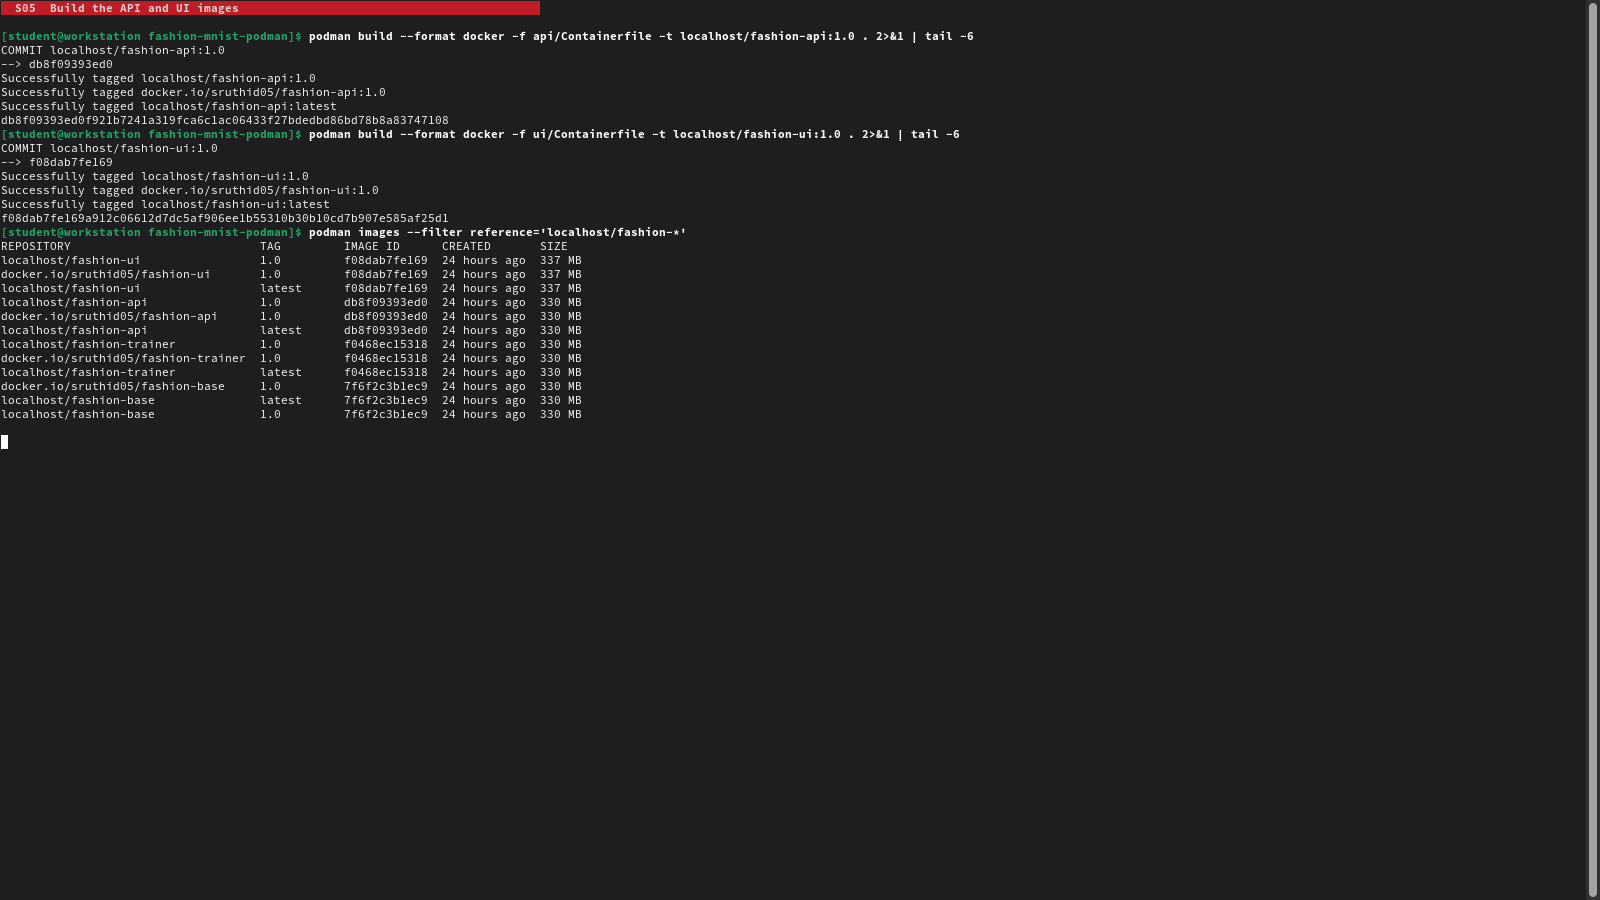 S05  Build the API and UI images
[student@workstation fashion-mnist-podman]$ podman build --format docker -f api/Containerfile -t localhost/fashion-api:1.0 . 2>&1 | tail -6
COMMIT localhost/fashion-api:1.0
--> db8f09393ed0
Successfully tagged localhost/fashion-api:1.0
Successfully tagged docker.io/sruthid05/fashion-api:1.0
Successfully tagged localhost/fashion-api:latest
db8f09393ed0f921b7241a319fca6c1ac06433f27bdedbd86bd78b8a83747108
[student@workstation fashion-mnist-podman]$ podman build --format docker -f ui/Containerfile -t localhost/fashion-ui:1.0 . 2>&1 | tail -6
COMMIT localhost/fashion-ui:1.0
--> f08dab7fe169
Successfully tagged localhost/fashion-ui:1.0
Successfully tagged docker.io/sruthid05/fashion-ui:1.0
Successfully tagged localhost/fashion-ui:latest
f08dab7fe169a912c06612d7dc5af906ee1b55310b30b10cd7b907e585af25d1
[student@workstation fashion-mnist-podman]$ podman images --filter reference='localhost/fashion-*'
REPOSITORY                         TAG         IMAGE ID      CREATED       SIZE
localhost/fashion-ui               1.0         f08dab7fe169  24 hours ago  337 MB
docker.io/sruthid05/fashion-ui     1.0         f08dab7fe169  24 hours ago  337 MB
localhost/fashion-ui               latest      f08dab7fe169  24 hours ago  337 MB
localhost/fashion-api              1.0         db8f09393ed0  24 hours ago  330 MB
docker.io/sruthid05/fashion-api    1.0         db8f09393ed0  24 hours ago  330 MB
localhost/fashion-api              latest      db8f09393ed0  24 hours ago  330 MB
localhost/fashion-trainer          1.0         f0468ec15318  24 hours ago  330 MB
docker.io/sruthid05/fashion-trainer  1.0         f0468ec15318  24 hours ago  330 MB
localhost/fashion-trainer          latest      f0468ec15318  24 hours ago  330 MB
docker.io/sruthid05/fashion-base   1.0         7f6f2c3b1ec9  24 hours ago  330 MB
localhost/fashion-base             latest      7f6f2c3b1ec9  24 hours ago  330 MB
localhost/fashion-base             1.0         7f6f2c3b1ec9  24 hours ago  330 MB